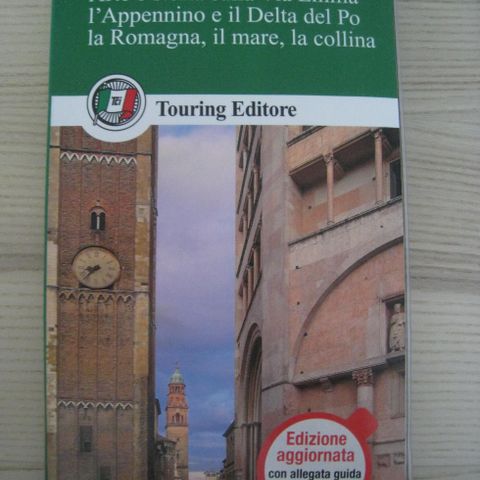 l'Appennino e il Delta del Po
la Romagna, il mare, la collina
TCI
Touring Editore
Edizione
aggiornata
con allegata guida